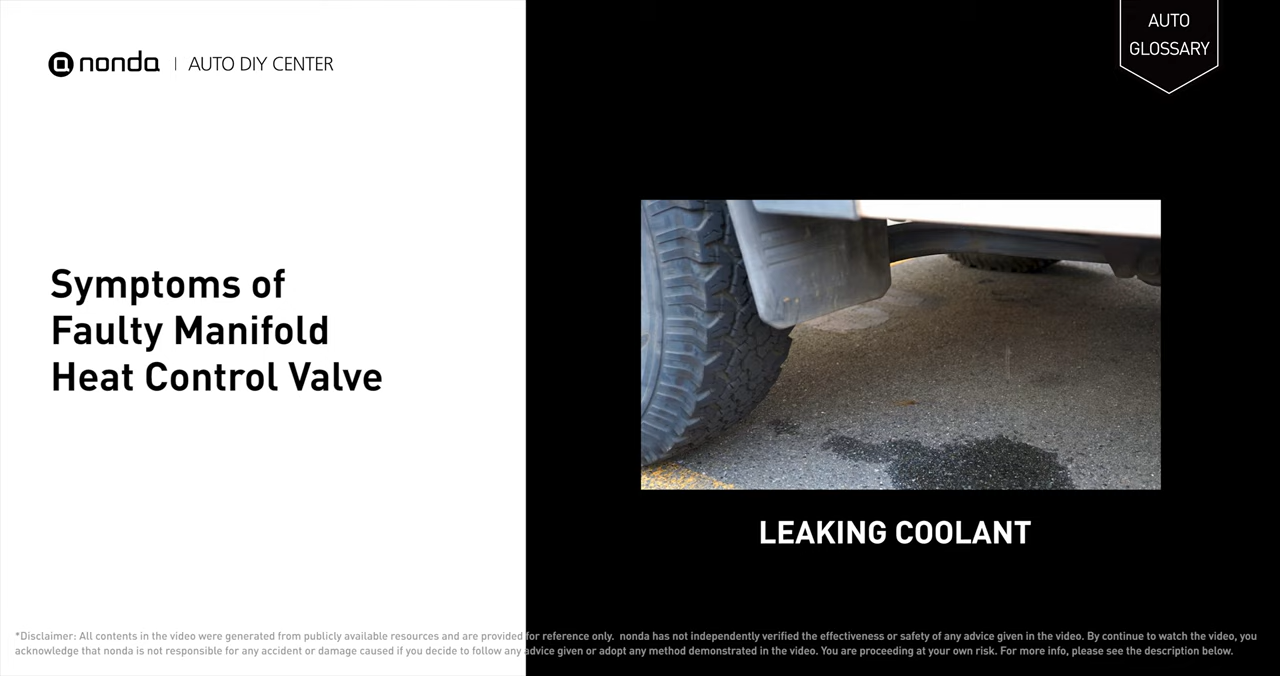 nonda | AUTO DIY CENTER
AUTO
GLOSSARY
Symptoms of
Faulty Manifold
Heat Control Valve
LEAKING COOLANT
*Disclaimer: All contents in the video were generated from publicly available resources and are provided for reference only. nonda has not independently verified the effectiveness or safety of any advice given in the video. By continue to watch the video, you
acknowledge that nonda is not responsible for any accident or damage caused if you decide to follow any advice given or adopt any method demonstrated in the video. You are proceeding at your own risk. For more info, please see the description below.